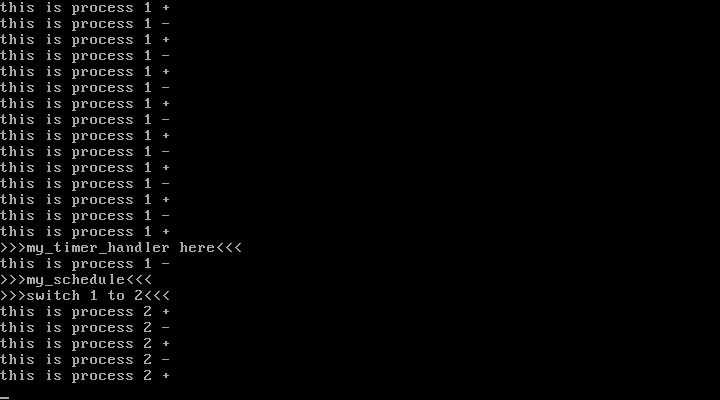 this is process 1 +
this is process 1 -
this is process 1 +
this is process 1 -
this is process 1 +
this is process 1 -
this is process 1 +
this is process 1 -
this is process 1 +
this is process 1 -
this is process 1 +
this is process 1 -
this is process 1 +
this is process 1 -
this is process 1 +
>>>my_timer_handler here<<<
this is process 1 -
>>>my_schedule<<<
>>>switch 1 to 2<<<
this is process 2 +
this is process 2 -
this is process 2 +
this is process 2 -
this is process 2 +